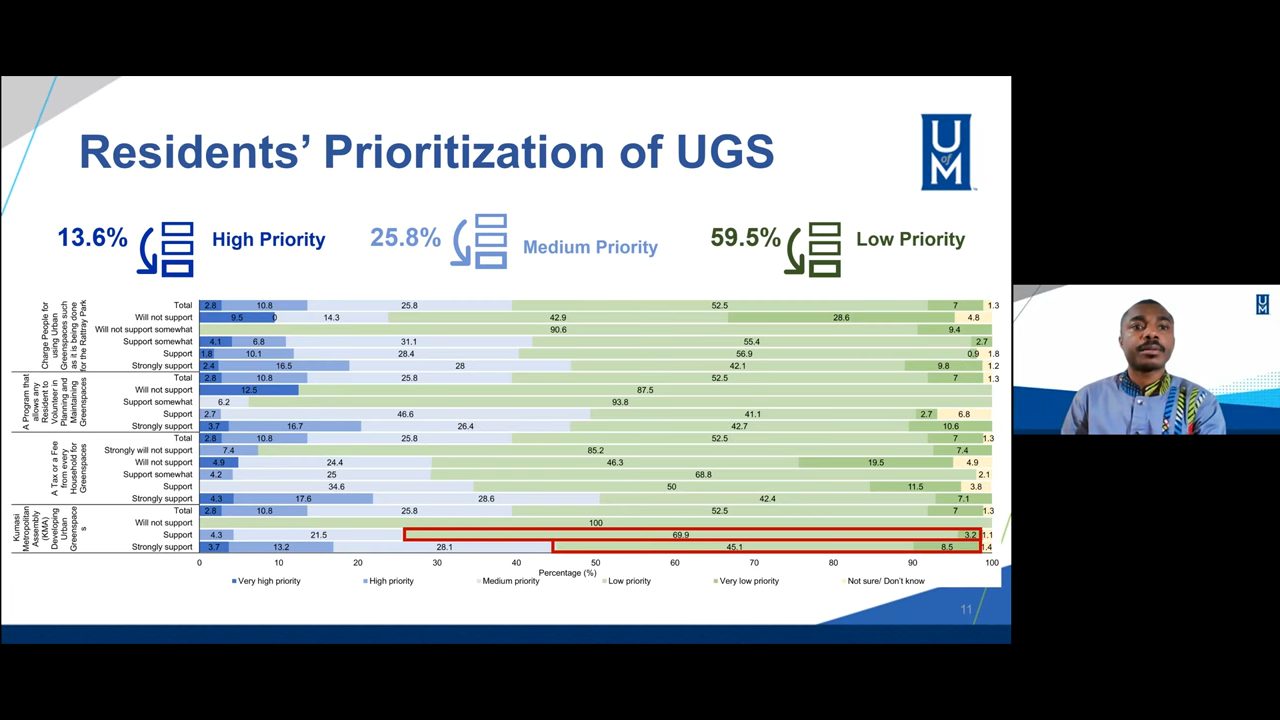 Residents’ Prioritization of UGS
U
of
M
13.6%
High Priority
25.8%
Medium Priority
59.5%
Low Priority
Charge People for
using Urban
Greenspaces such
as it is being done
for the Rattray Park
Total 2.8 10.8 25.8 52.5 7 1.3
Will not support 9.5 0 14.3 42.9 28.6 4.8
Will not support somewhat 90.6 9.4
Support somewhat 4.1 6.8 31.1 55.4 2.7
Support 1.8 10.1 28.4 56.9 0.9 1.8
Strongly support 2.4 16.5 28 42.1 9.8 1.2
A Program that
allows any
Resident to
Volunteer in
Planning and
Maintaining
Greenspaces
Total 2.8 10.8 25.8 52.5 7 1.3
Will not support 12.5 87.5
Support somewhat 6.2 93.8
Support 2.7 46.6 41.1 2.7 6.8
Strongly support 3.7 16.7 26.4 42.7 10.6
A Tax or a Fee
from every
Household for
Greenspaces
Total 2.8 10.8 25.8 52.5 7 1.3
Strongly will not support 7.4 85.2 7.4
Will not support 4.9 24.4 46.3 19.5 4.9
Support somewhat 4.2 25 68.8 2.1
Support 34.6 50 11.5 3.8
Strongly support 4.3 17.6 28.6 42.4 7.1
Kumasi
Metropolitan
Assembly
(KMA)
Developing
Urban
Greenspace
s
Total 2.8 10.8 25.8 52.5 7 1.3
Will not support 100
Support 4.3 21.5 69.9 3.2 1.1
Strongly support 3.7 13.2 28.1 45.1 8.5 1.4
0 10 20 30 40 50 60 70 80 90 100
Percentage (%)
Very high priority High priority Medium priority Low priority Very low priority Not sure/ Don't know
11
U
M